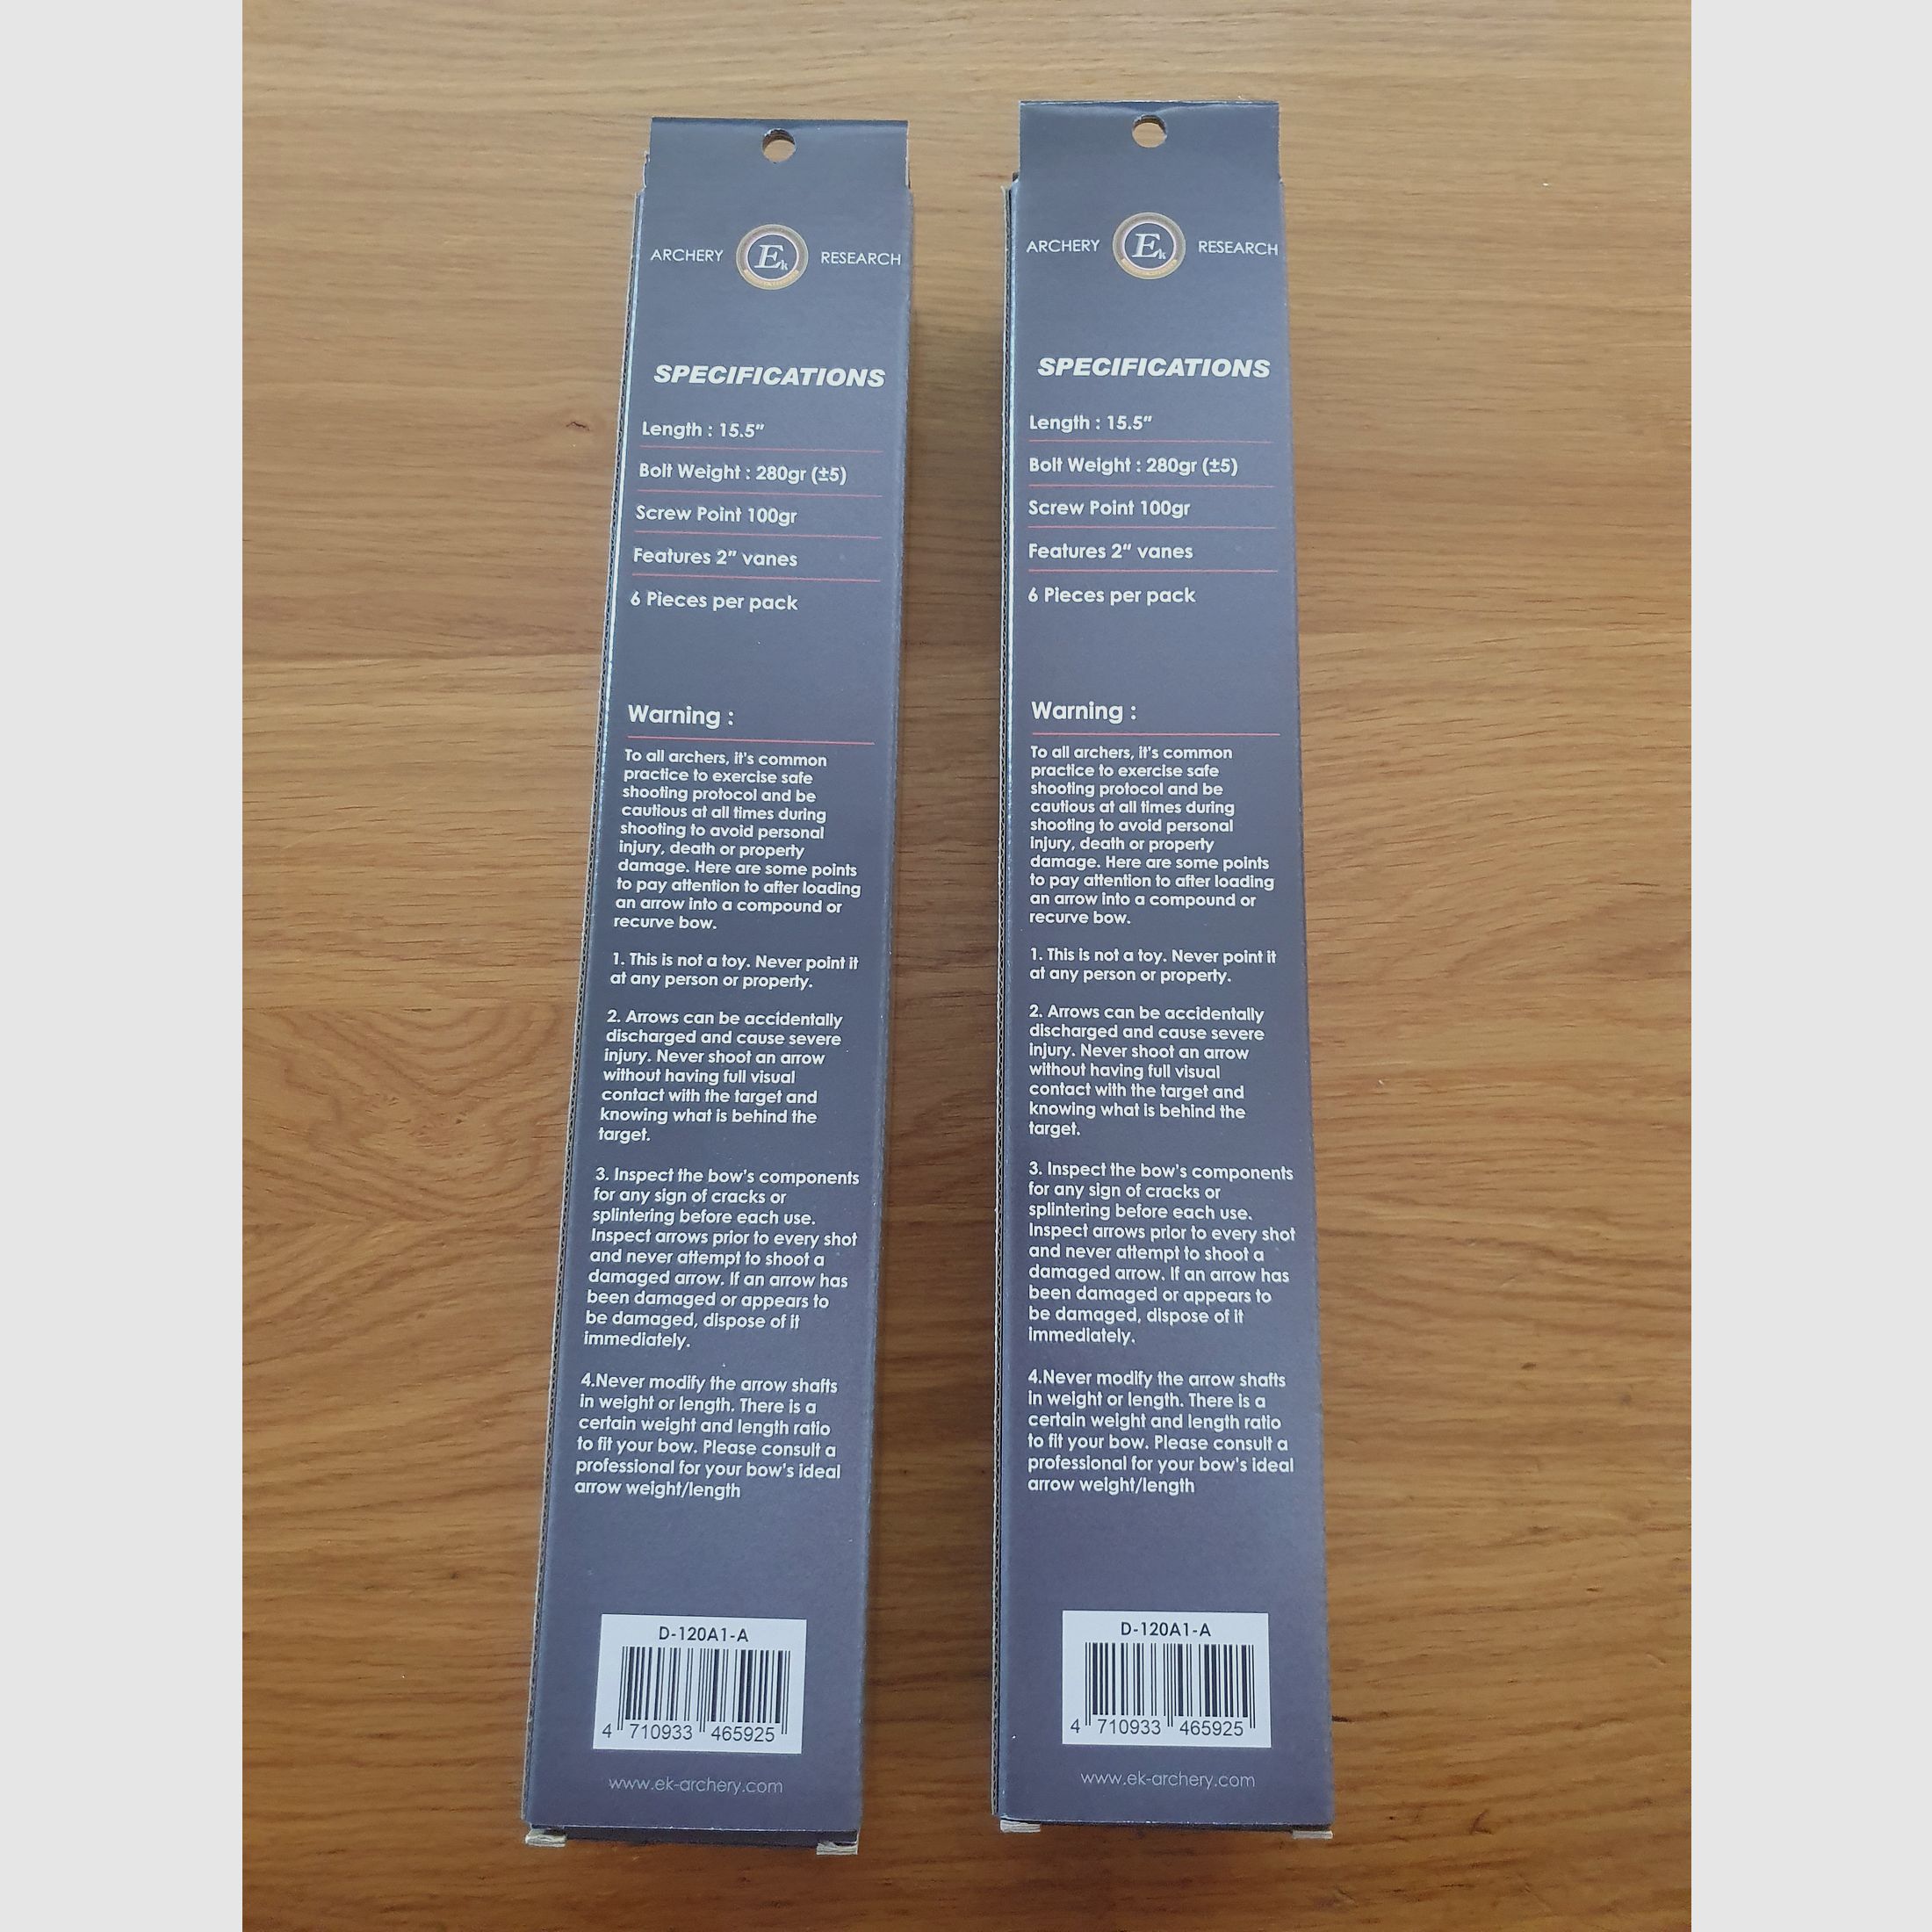 ARCHERY Ek RESEARCH
SPECIFICATIONS
Length : 15.5"
Bolt Weight : 280gr (±5)
Screw Point 100gr
Features 2" vanes
6 Pieces per pack
Warning :
To all archers, it's common
practice to exercise safe
shooting protocol and be
cautious at all times during
shooting to avoid personal
injury, death or property
damage. Here are some points
to pay attention to after loading
an arrow into a compound or
recurve bow.
1. This is not a toy. Never point it
at any person or property.
2. Arrows can be accidentally
discharged and cause severe
injury. Never shoot an arrow
without having full visual
contact with the target and
knowing what is behind the
target.
3. Inspect the bow's components
for any sign of cracks or
splintering before each use.
Inspect arrows prior to every shot
and never attempt to shoot a
damaged arrow. If an arrow has
been damaged or appears to
be damaged, dispose of it
immediately.
4.Never modify the arrow shafts
in weight or length. There is a
certain weight and length ratio
to fit your bow. Please consult a
professional for your bow's ideal
arrow weight/length
D-120A1-A
4 710933 465925
www.ek-archery.com
ARCHERY Ek RESEARCH
SPECIFICATIONS
Length : 15.5"
Bolt Weight : 280gr (±5)
Screw Point 100gr
Features 2" vanes
6 Pieces per pack
Warning :
To all archers, it's common
practice to exercise safe
shooting protocol and be
cautious at all times during
shooting to avoid personal
injury, death or property
damage. Here are some points
to pay attention to after loading
an arrow into a compound or
recurve bow.
1. This is not a toy. Never point it
at any person or property.
2. Arrows can be accidentally
discharged and cause severe
injury. Never shoot an arrow
without having full visual
contact with the target and
knowing what is behind the
target.
3. Inspect the bow's components
for any sign of cracks or
splintering before each use.
Inspect arrows prior to every shot
and never attempt to shoot a
damaged arrow. If an arrow has
been damaged or appears to
be damaged, dispose of it
immediately.
4.Never modify the arrow shafts
in weight or length. There is a
certain weight and length ratio
to fit your bow. Please consult a
professional for your bow's ideal
arrow weight/length
D-120A1-A
4 710933 465925
www.ek-archery.com